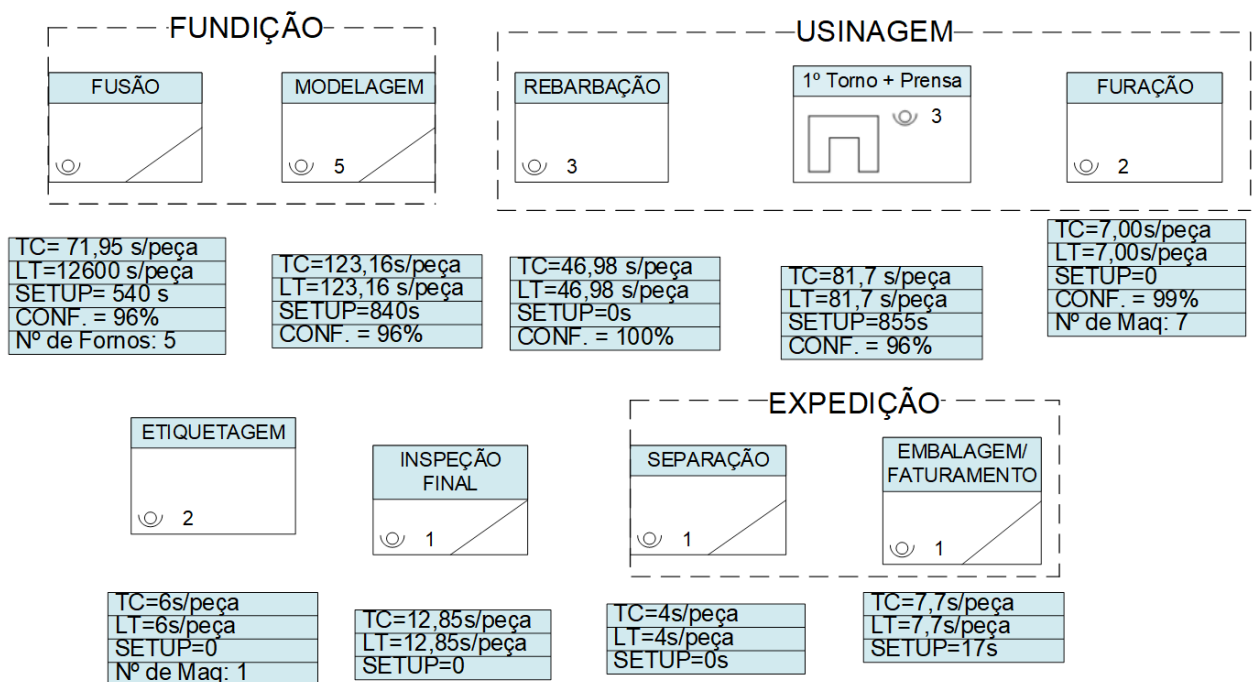 FUNDIÇÃO
USINAGEM
FUSÃO
MODELAGEM
5
REBARBAÇÃO
3
1º Torno + Prensa
3
FURAÇÃO
2
TC= 71,95 s/peça
LT=12600 s/peça
SETUP= 540 s
CONF. = 96%
Nº de Fornos: 5
TC=123,16s/peça
LT=123,16 s/peça
SETUP=840s
CONF. = 96%
TC=46,98 s/peça
LT=46,98 s/peça
SETUP=0s
CONF. = 100%
TC=81,7 s/peça
LT=81,7 s/peça
SETUP=855s
CONF. = 96%
TC=7,00s/peça
LT=7,00s/peça
SETUP=0
CONF. = 99%
Nº de Maq: 7
EXPEDIÇÃO
ETIQUETAGEM
2
INSPEÇÃO
FINAL
1
SEPARAÇÃO
1
EMBALAGEM/
FATURAMENTO
1
TC=6s/peça
LT=6s/peça
SETUP=0
Nº de Maq: 1
TC=12,85s/peça
LT=12,85s/peça
SETUP=0
TC=4s/peça
LT=4s/peça
SETUP=0s
TC=7,7s/peça
LT=7,7s/peça
SETUP=17s